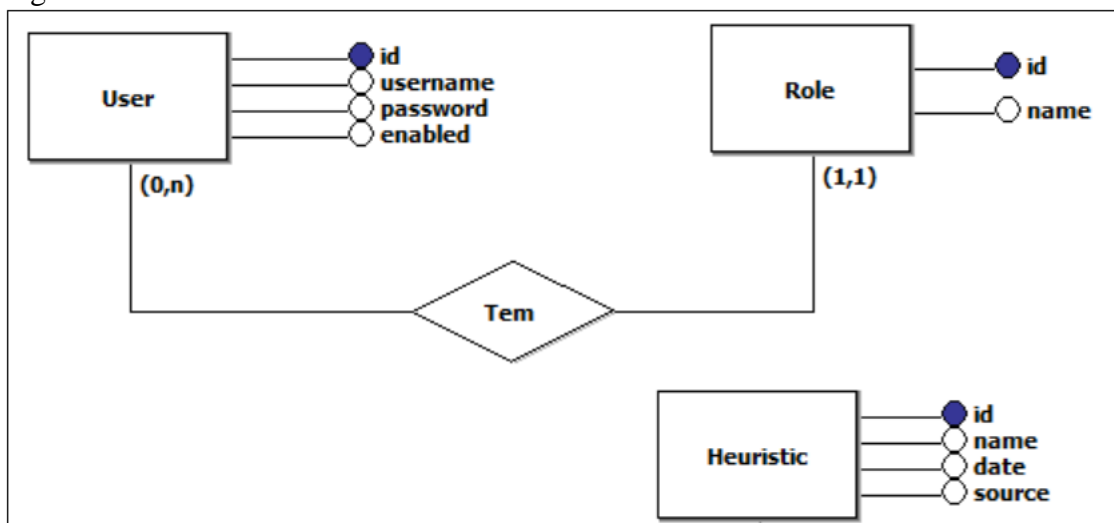 User
id
username
password
enabled
Role
id
name
(0,n)
(1,1)
Tem
Heuristic
id
name
date
source